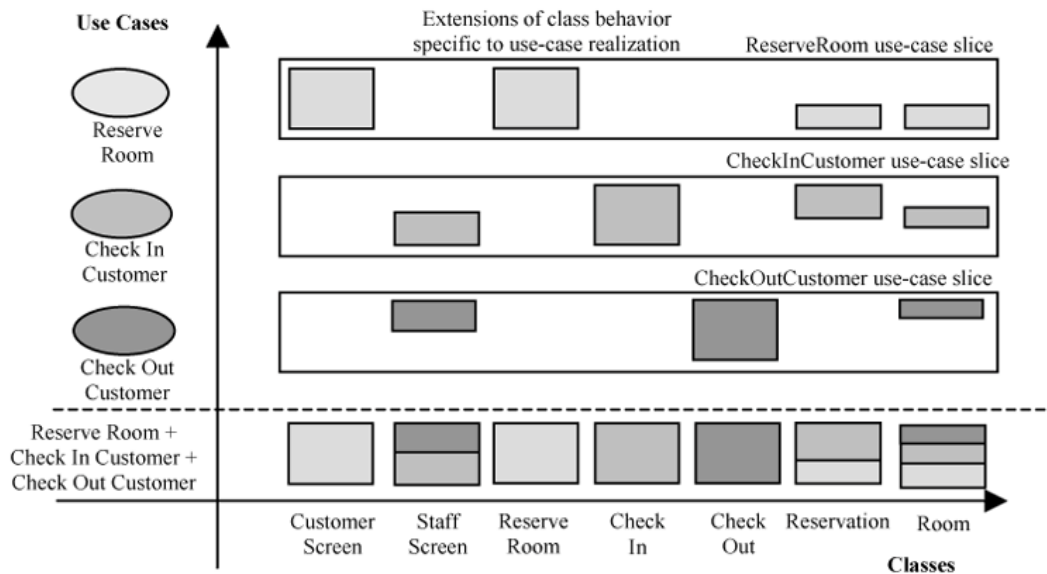 Use Cases
Extensions of class behavior
specific to use-case realization
ReserveRoom use-case slice
Reserve
Room
CheckInCustomer use-case slice
Check In
Customer
CheckOutCustomer use-case slice
Check Out
Customer
Reserve Room +
Check In Customer +
Check Out Customer
Customer
Screen
Staff
Screen
Reserve
Room
Check
In
Check
Out
Reservation
Room
Classes